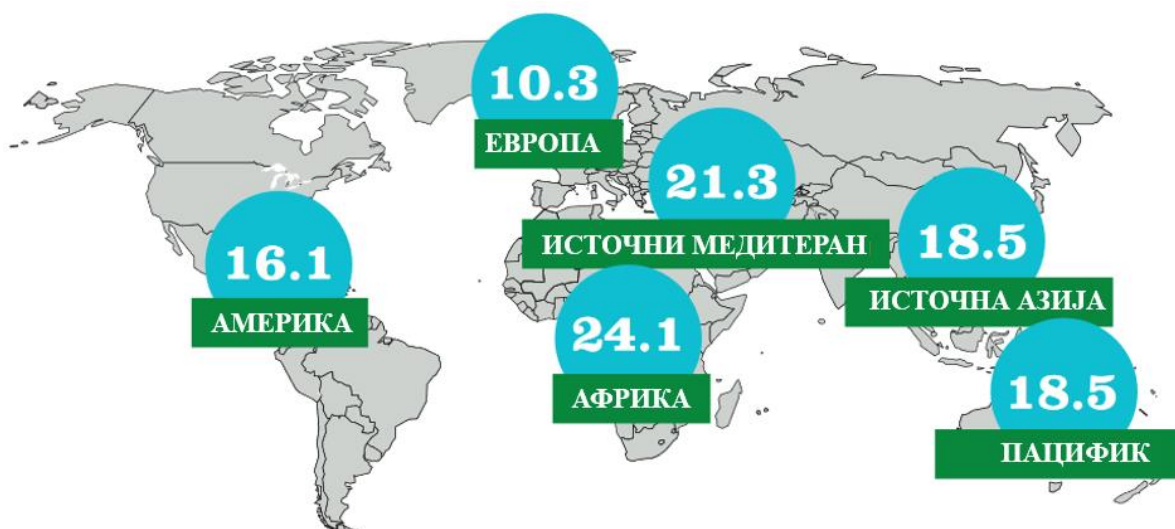 10.3
ЕВРОПА
21.3
ИСТОЧНИ МЕДИТЕРАН
16.1
АМЕРИКА
18.5
ИСТОЧНА АЗИЈА
24.1
АФРИКА
18.5
ПАЦИФИК